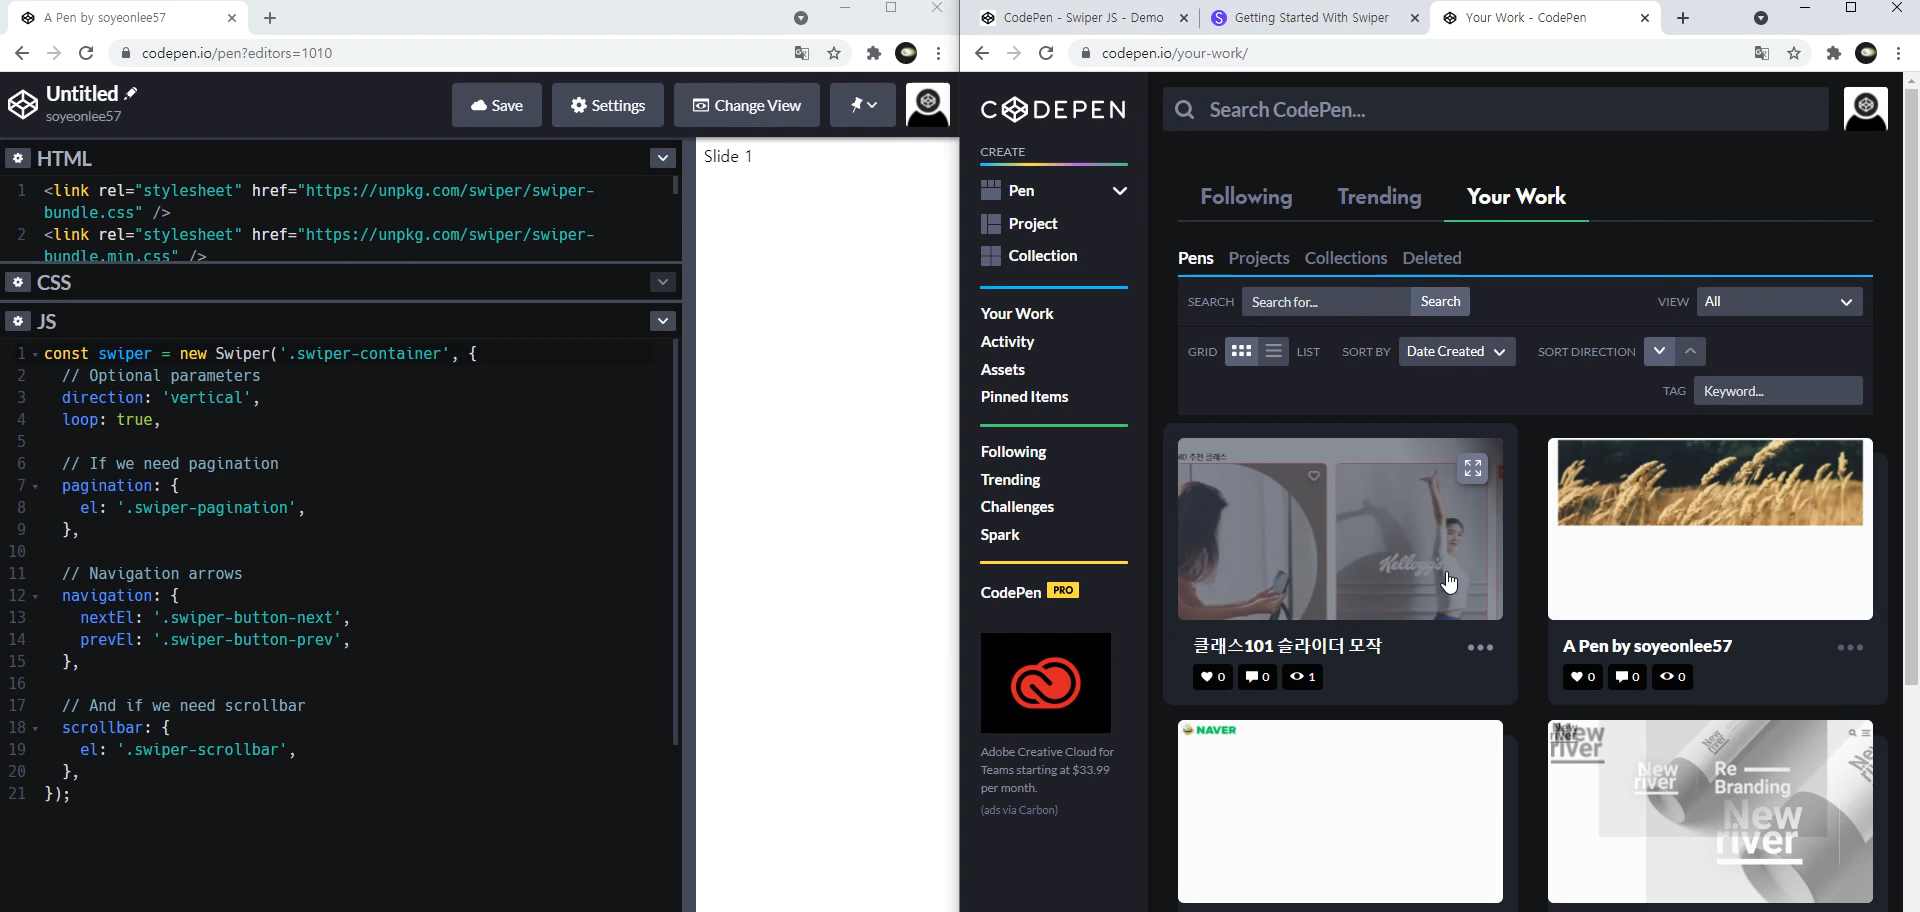 A Pen by soyeonlee57
codepen.io/pen?editors=1010
Untitled
soyeonlee57
Save
Settings
Change View
HTML
1 <link rel="stylesheet" href="https://unpkg.com/swiper/swiper-
bundle.css" />
2 <link rel="stylesheet" href="https://unpkg.com/swiper/swiper-
bundle.min.css" />
CSS
JS
1 const swiper = new Swiper('.swiper-container', {
2 // Optional parameters
3 direction: 'vertical',
4 loop: true,
5
6 // If we need pagination
7 pagination: {
8 el: '.swiper-pagination',
9 },
10
11 // Navigation arrows
12 navigation: {
13 nextEl: '.swiper-button-next',
14 prevEl: '.swiper-button-prev',
15 },
16
17 // And if we need scrollbar
18 scrollbar: {
19 el: '.swiper-scrollbar',
20 },
21 });
Slide 1
CodePen - Swiper JS - Demo
Getting Started With Swiper
Your Work - CodePen
codepen.io/your-work/
CODEPEN
Search CodePen...
CREATE
Pen
Project
Collection
Your Work
Activity
Assets
Pinned Items
Following
Trending
Challenges
Spark
CodePen PRO
Adobe Creative Cloud for
Teams starting at $33.99
per month.
(ads via Carbon)
Following Trending Your Work
Pens Projects Collections Deleted
SEARCH Search for... Search VIEW All
GRID LIST SORT BY Date Created SORT DIRECTION
TAG Keyword...
MD 추천 클래스
Kellogg's
클래스101 슬라이더 모작
0 0 1
A Pen by soyeonlee57
0 0 0
NAVER
New
river
New
river
Re
Branding
New
river
New